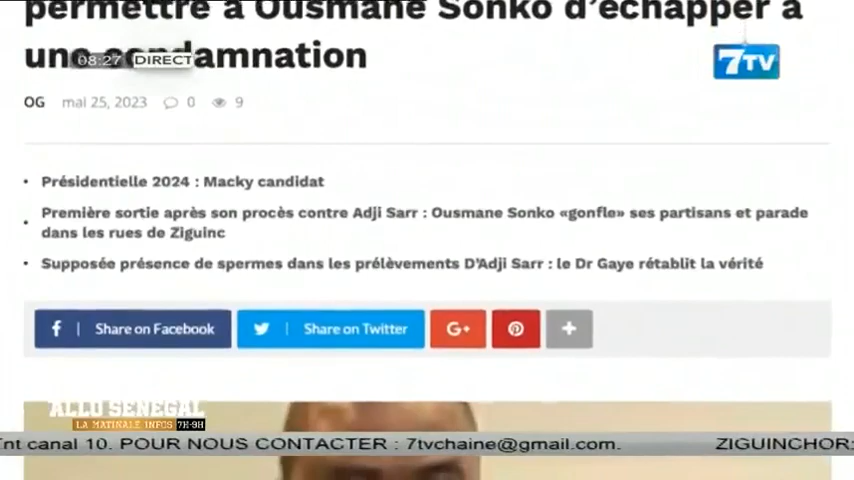 permettre à Ousmane Sonko d'échapper à
une condamnation
08:27 DIRECT
7TV
OG mai 25, 2023 0 9
• Présidentielle 2024 : Macky candidat
• Première sortie après son procès contre Adji Sarr : Ousmane Sonko «gonfle» ses partisans et parade
dans les rues de Ziguinc
• Supposée présence de spermes dans les prélèvements D'Adji Sarr : le Dr Gaye rétablit la vérité
f | Share on Facebook
| Share on Twitter
G+
+
ALLO SENEGAL
LA MATINALE INFOS 7H-9H
Ent canal 10. POUR NOUS CONTACTER : 7tvchaine@gmail.com. ZIGUINCHOR: